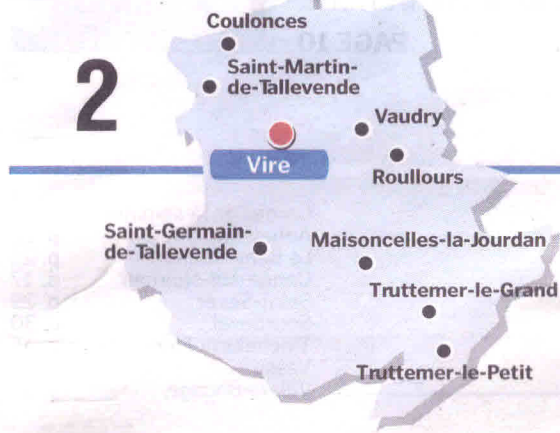 Coulonces
2
Saint-Martin-
de-Tallevende
Vaudry
Vire
Roullours
Saint-Germain-
de-Tallevende
Maisoncelles-la-Jourdan
Truttemer-le-Grand
Truttemer-le-Petit